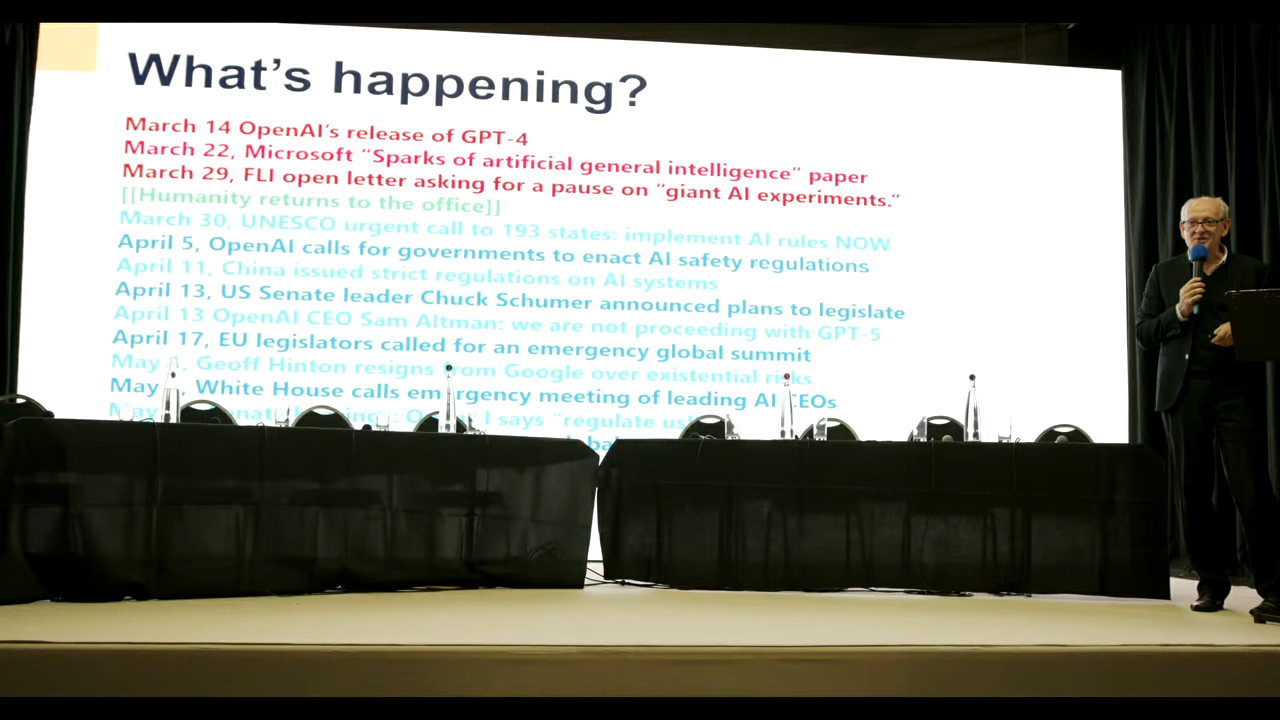 What's happening?
March 14 OpenAI's release of GPT-4
March 22, Microsoft “Sparks of artificial general intelligence” paper
March 29, FLI open letter asking for a pause on “giant AI experiments.”
[[Humanity returns to the office]]
March 30, UNESCO urgent call to 193 states: implement AI rules NOW
April 5, OpenAI calls for governments to enact AI safety regulations
April 11, China issued strict regulations on AI systems
April 13, US Senate leader Chuck Schumer announced plans to legislate
April 13 OpenAI CEO Sam Altman: we are not proceeding with GPT-5
April 17, EU legislators called for an emergency global summit
May Geoff Hinton resigns from Google over existential risks
May White House calls emergency meeting of leading AI CEOs
says “regulate us